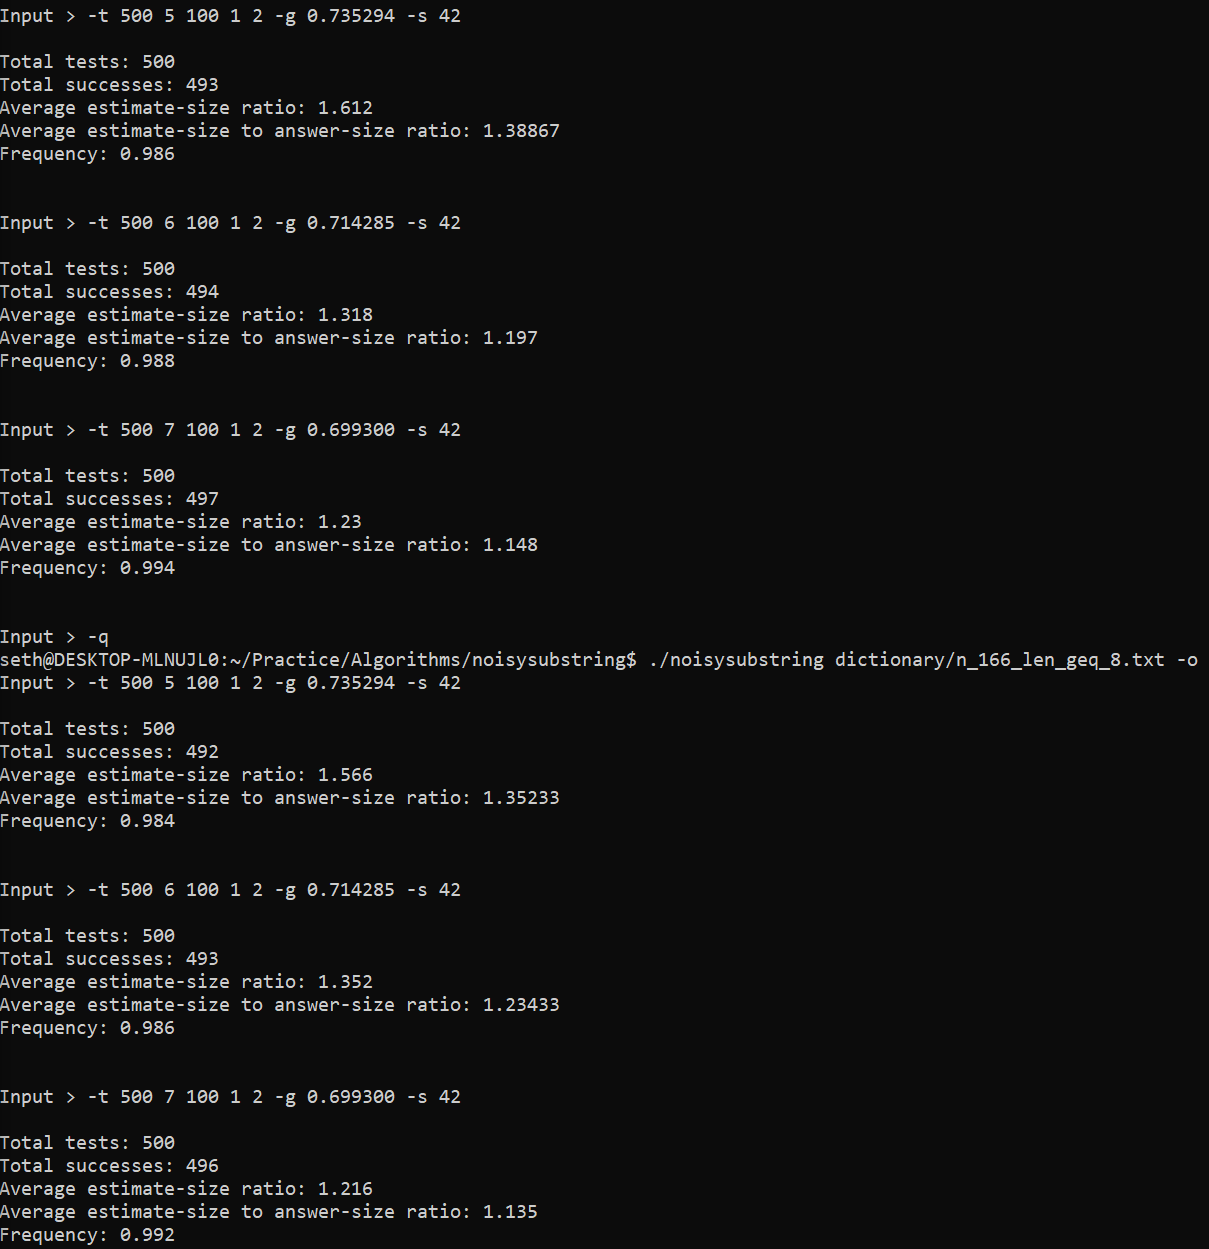 Input > -t 500 5 100 1 2 -g 0.735294 -s 42
Total tests: 500
Total successes: 493
Average estimate-size ratio: 1.612
Average estimate-size to answer-size ratio: 1.38867
Frequency: 0.986
Input > -t 500 6 100 1 2 -g 0.714285 -s 42
Total tests: 500
Total successes: 494
Average estimate-size ratio: 1.318
Average estimate-size to answer-size ratio: 1.197
Frequency: 0.988
Input > -t 500 7 100 1 2 -g 0.699300 -s 42
Total tests: 500
Total successes: 497
Average estimate-size ratio: 1.23
Average estimate-size to answer-size ratio: 1.148
Frequency: 0.994
Input > -q
seth@DESKTOP-MLNUJL0:~/Practice/Algorithms/noisysubstring$ ./noisysubstring dictionary/n_166_len_geq_8.txt -o
Input > -t 500 5 100 1 2 -g 0.735294 -s 42
Total tests: 500
Total successes: 492
Average estimate-size ratio: 1.566
Average estimate-size to answer-size ratio: 1.35233
Frequency: 0.984
Input > -t 500 6 100 1 2 -g 0.714285 -s 42
Total tests: 500
Total successes: 493
Average estimate-size ratio: 1.352
Average estimate-size to answer-size ratio: 1.23433
Frequency: 0.986
Input > -t 500 7 100 1 2 -g 0.699300 -s 42
Total tests: 500
Total successes: 496
Average estimate-size ratio: 1.216
Average estimate-size to answer-size ratio: 1.135
Frequency: 0.992